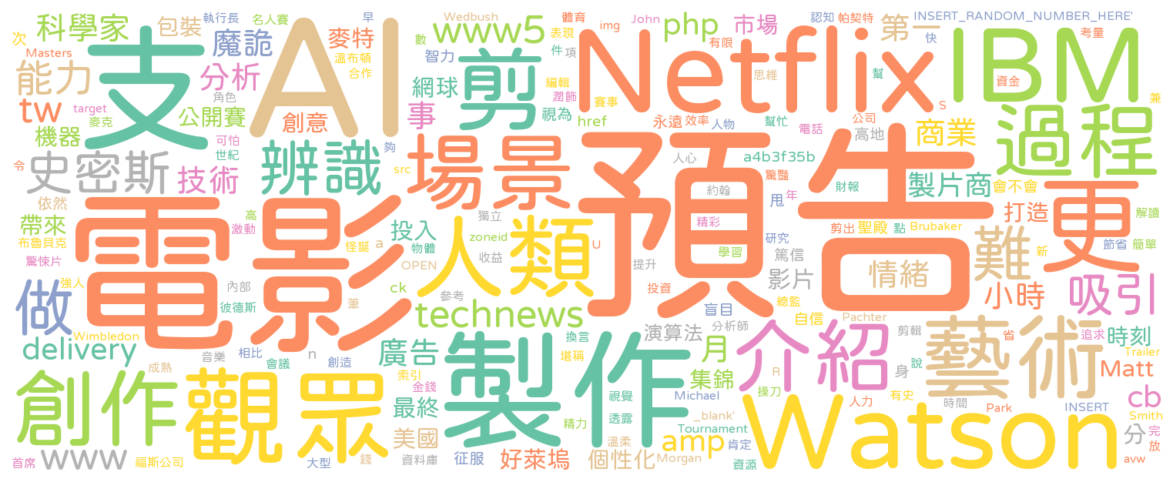 科學家
包裝
執行長
名人賽
早
Wedbush
體育
img
John
認知
帕契特
INSERT_RANDOM_NUMBER_HERE'
次
Masters
支
魔詭
AI
麥特
溫布頓
合作
數
www5
表現
件
項
php
有限
市場
第一
快
考量
能力
分析
角色
智力
剪
編輯
潤飾
Netflix
思維
幫
IBM
資金
兼
tw
target
麥克
公開賽
創意
網球
事
視為
賽事
href
永遠
效率
人物
幫忙
s
電話
公司
高地
商業
過程
機器
可怕
世紀
夠
令
史密斯
技術
辨識
src
場景
人心
約翰
驚豔
a4b3f35b
年
財報
製片商
會不會
解讀
依然
帶來
布魯貝克
高
激動
電影
怪誕
a
投入
物體
獨立
人類
zoneid
U
精彩
學習
預告
甩
研究
剪出
聖殿
點
Brubaker
打造
更
節省
簡單
驚悚片
強人
內部
彼德斯
筆
OPEN
ck
收益
參考
提升
投資
影片
篤信
情緒
難
新
小時
吸引
做
Wimbledon
technews
盲目
總監
自信
Pachter
delivery
n
音樂
相比
會議
創造
廣告
換言
堪稱
演算法
分析師
月
介紹
剪輯
說
身
藝術
省
追求
時刻
Trailer
成熟
創作
觀眾
索引
金錢
最終
製作
視覺
集錦
Michael
R
操刀
人力
有史
Matt
時間
Park
INSERT
cb
Smith
www
美國
精力
透露
_blank'
Tournament
amp
肯定
Watson
分
完
首席
福斯公司
大型
錢
資料庫
征服
好萊塢
溫柔
個性化
Morgan
資源
avw
放